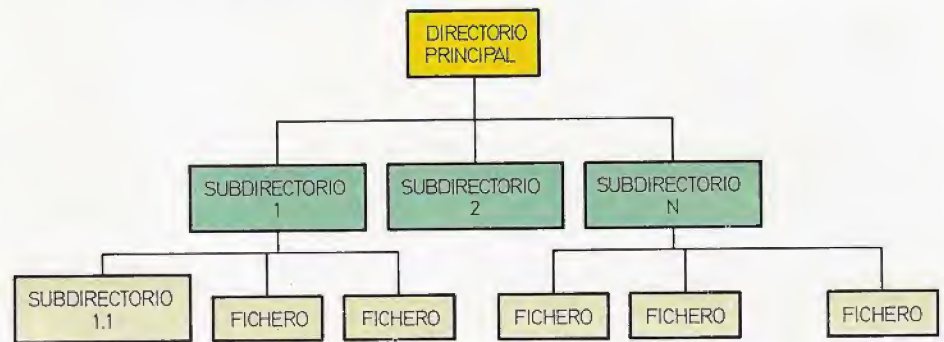 DIRECTORIO
PRINCIPAL
SUBDIRECTORIO
1
SUBDIRECTORIO
2
SUBDIRECTORIO
N
SUBDIRECTORIO
1.1
FICHERO
FICHERO
FICHERO
FICHERO
FICHERO